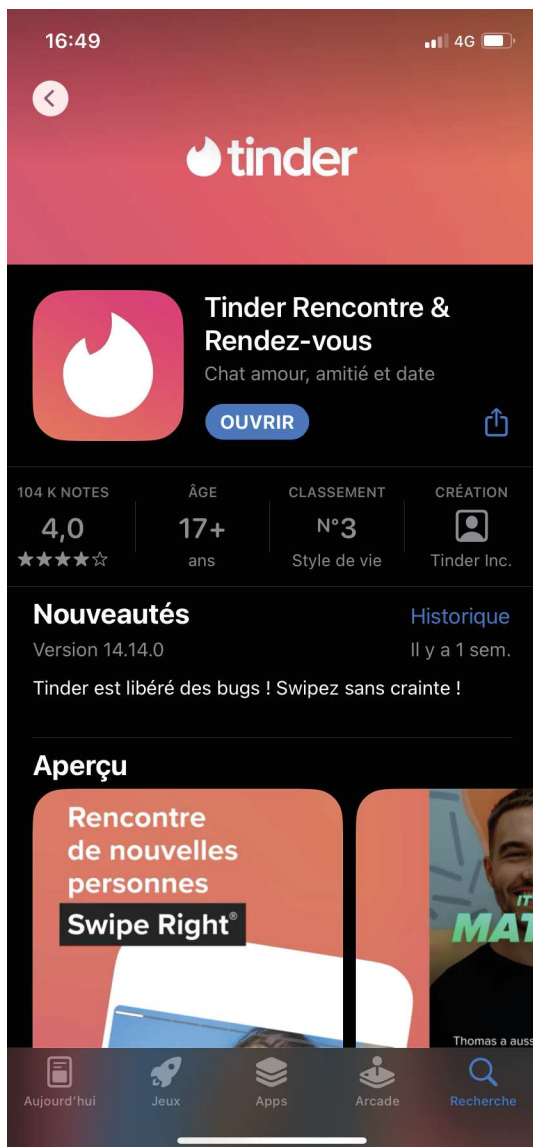 16:49
4G
tinder
Tinder Rencontre &
Rendez-vous
Chat amour, amitié et date
OUVRIR
104 K NOTES
4,0
ÂGE
17+
ans
CLASSEMENT
N°3
Style de vie
CRÉATION
Tinder Inc.
Nouveautés
Historique
Version 14.14.0
Il y a 1 sem.
Tinder est libéré des bugs ! Swipez sans crainte !
Aperçu
Rencontre
de nouvelles
personnes
Swipe Right®
IT
MAT
Thomas a auss
Aujourd'hui
Jeux
Apps
Arcade
Recherche